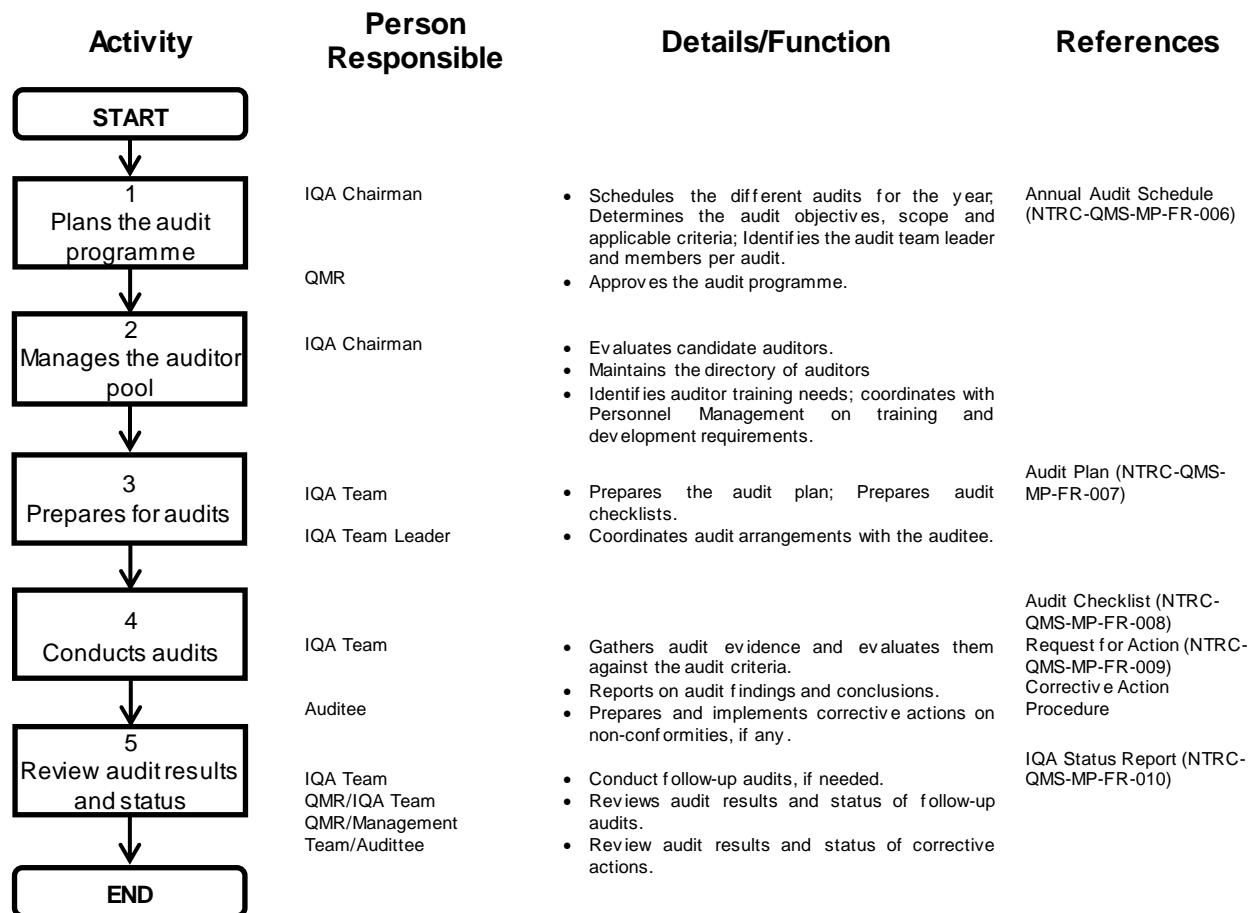 Activity
Person
Responsible
Details/Function
References
START
1
Plans the audit
programme
IQA Chairman
• Schedules the different audits for the year;
Determines the audit objectives, scope and
applicable criteria; Identifies the audit team leader
and members per audit.
Annual Audit Schedule
(NTRC-QMS-MP-FR-006)
QMR
• Approves the audit programme.
2
Manages the auditor
pool
IQA Chairman
• Evaluates candidate auditors.
• Maintains the directory of auditors
• Identifies auditor training needs; coordinates with
Personnel Management on training and
development requirements.
3
Prepares for audits
IQA Team
• Prepares the audit plan; Prepares audit
checklists.
Audit Plan (NTRC-QMS-
MP-FR-007)
IQA Team Leader
• Coordinates audit arrangements with the auditee.
4
Conducts audits
IQA Team
• Gathers audit evidence and evaluates them
against the audit criteria.
• Reports on audit findings and conclusions.
Auditee
• Prepares and implements corrective actions on
non-conformities, if any.
Audit Checklist (NTRC-
QMS-MP-FR-008)
Request for Action (NTRC-
QMS-MP-FR-009)
Corrective Action
Procedure
5
Review audit results
and status
IQA Team
QMR/IQA Team
QMR/Management
Team/Audittee
• Conduct follow-up audits, if needed.
• Reviews audit results and status of follow-up
audits.
• Review audit results and status of corrective
actions.
IQA Status Report (NTRC-
QMS-MP-FR-010)
END